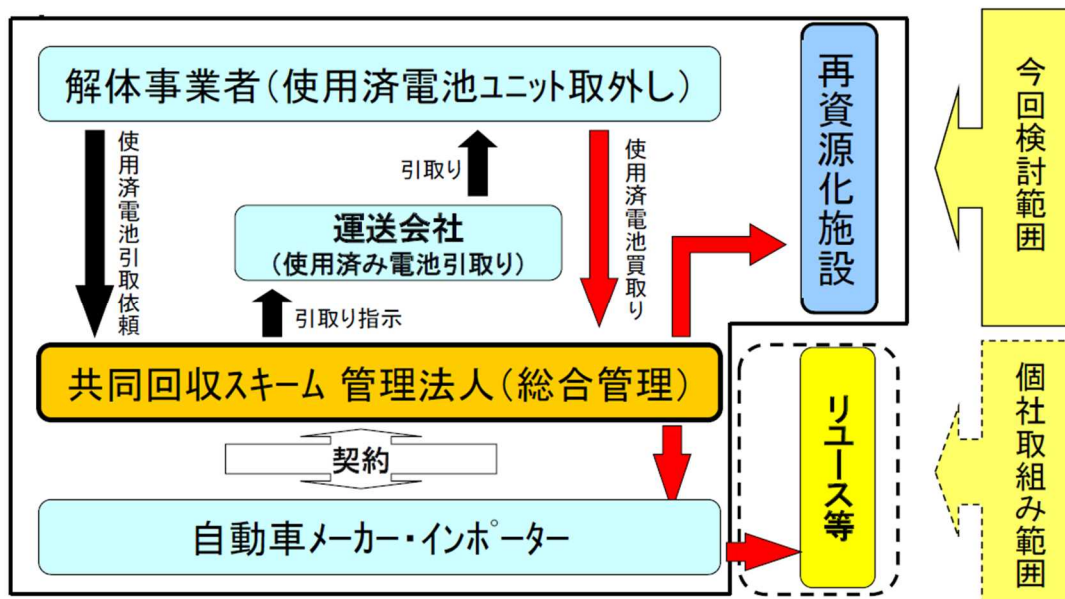 解体事業者(使用済電池ユニット取外し)
再資源化施設
今回検討範囲
使用済電池引取依頼
引取り
使用済電池買取り
運送会社
(使用済み電池引取り)
引取り指示
共同回収スキーム 管理法人(総合管理)
リユース等
個社取組み範囲
契約
自動車メーカー・インポーター